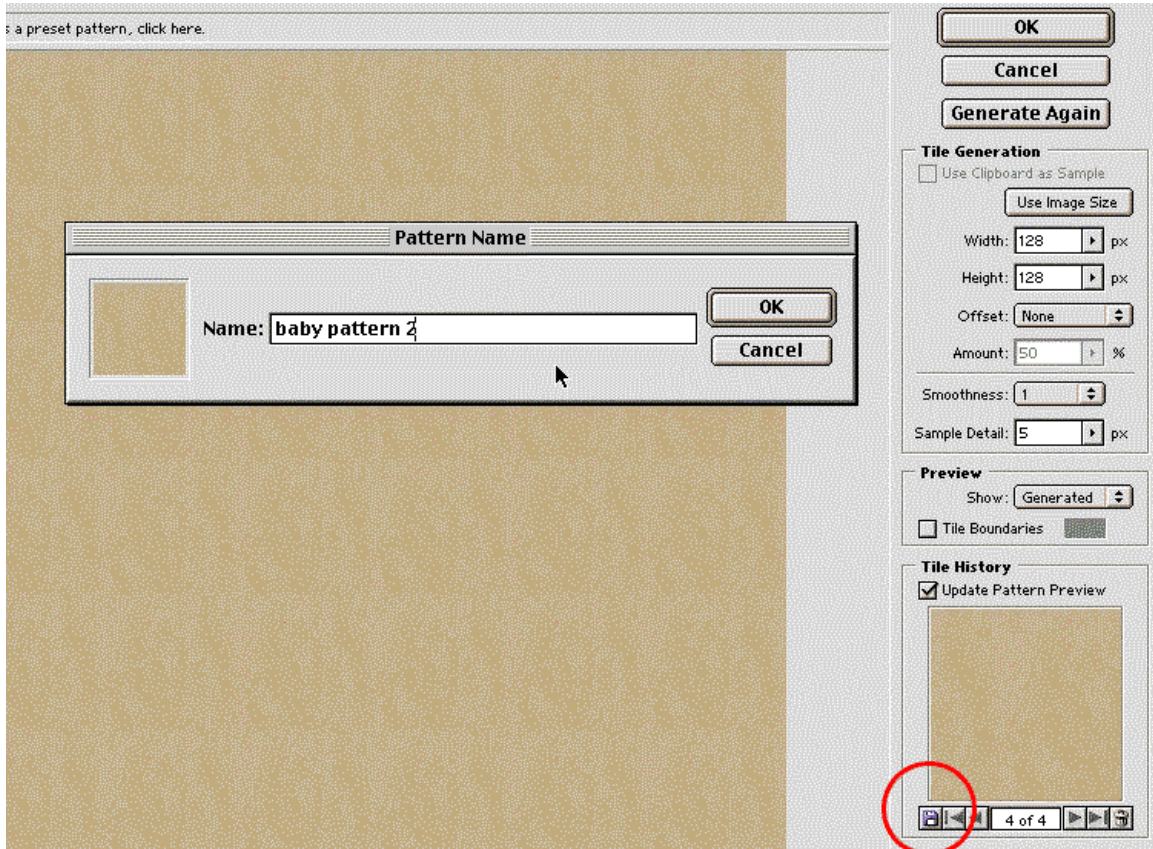 s a preset pattern, click here.
OK
Cancel
Generate Again
Tile Generation
Use Clipboard as Sample
Use Image Size
Width: 128 px
Height: 128 px
Offset: None
Amount: 50 %
Smoothness: 1
Sample Detail: 5 px
Preview
Show: Generated
Tile Boundaries
Tile History
Update Pattern Preview
4 of 4
Pattern Name
Name: baby pattern 2
OK
Cancel